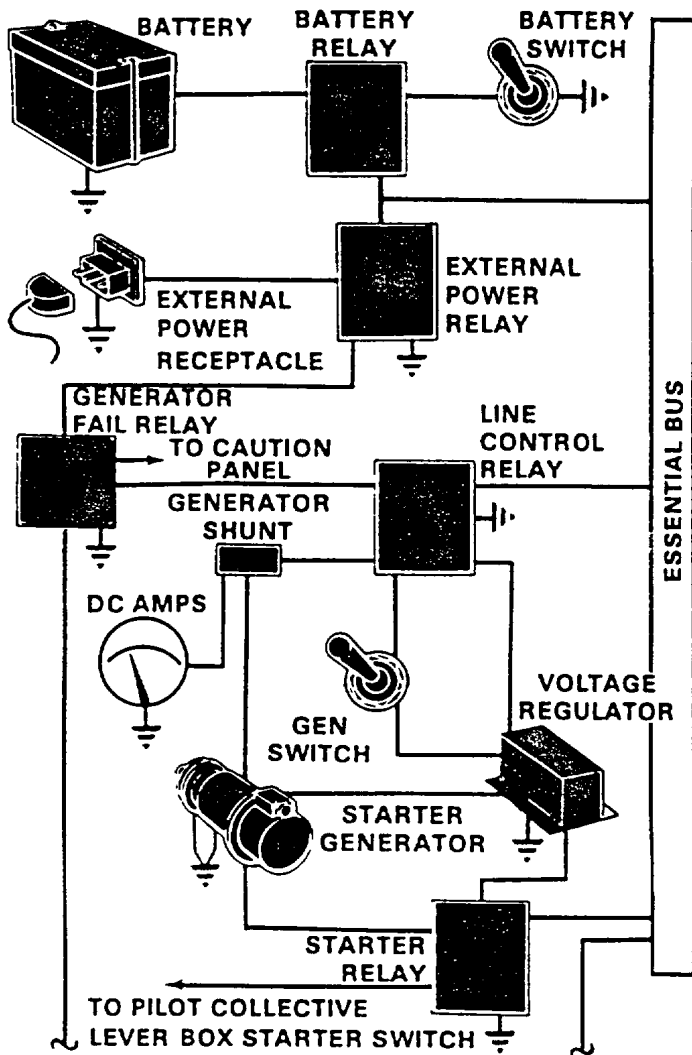 BATTERY
BATTERY
RELAY
BATTERY
SWITCH
EXTERNAL
POWER
RECEPTACLE
EXTERNAL
POWER
RELAY
GENERATOR
FAIL RELAY
TO CAUTION
PANEL
LINE
CONTROL
RELAY
ESSENTIAL BUS
GENERATOR
SHUNT
DC AMPS
GEN
SWITCH
VOLTAGE
REGULATOR
STARTER
GENERATOR
STARTER
RELAY
TO PILOT COLLECTIVE
LEVER BOX STARTER SWITCH